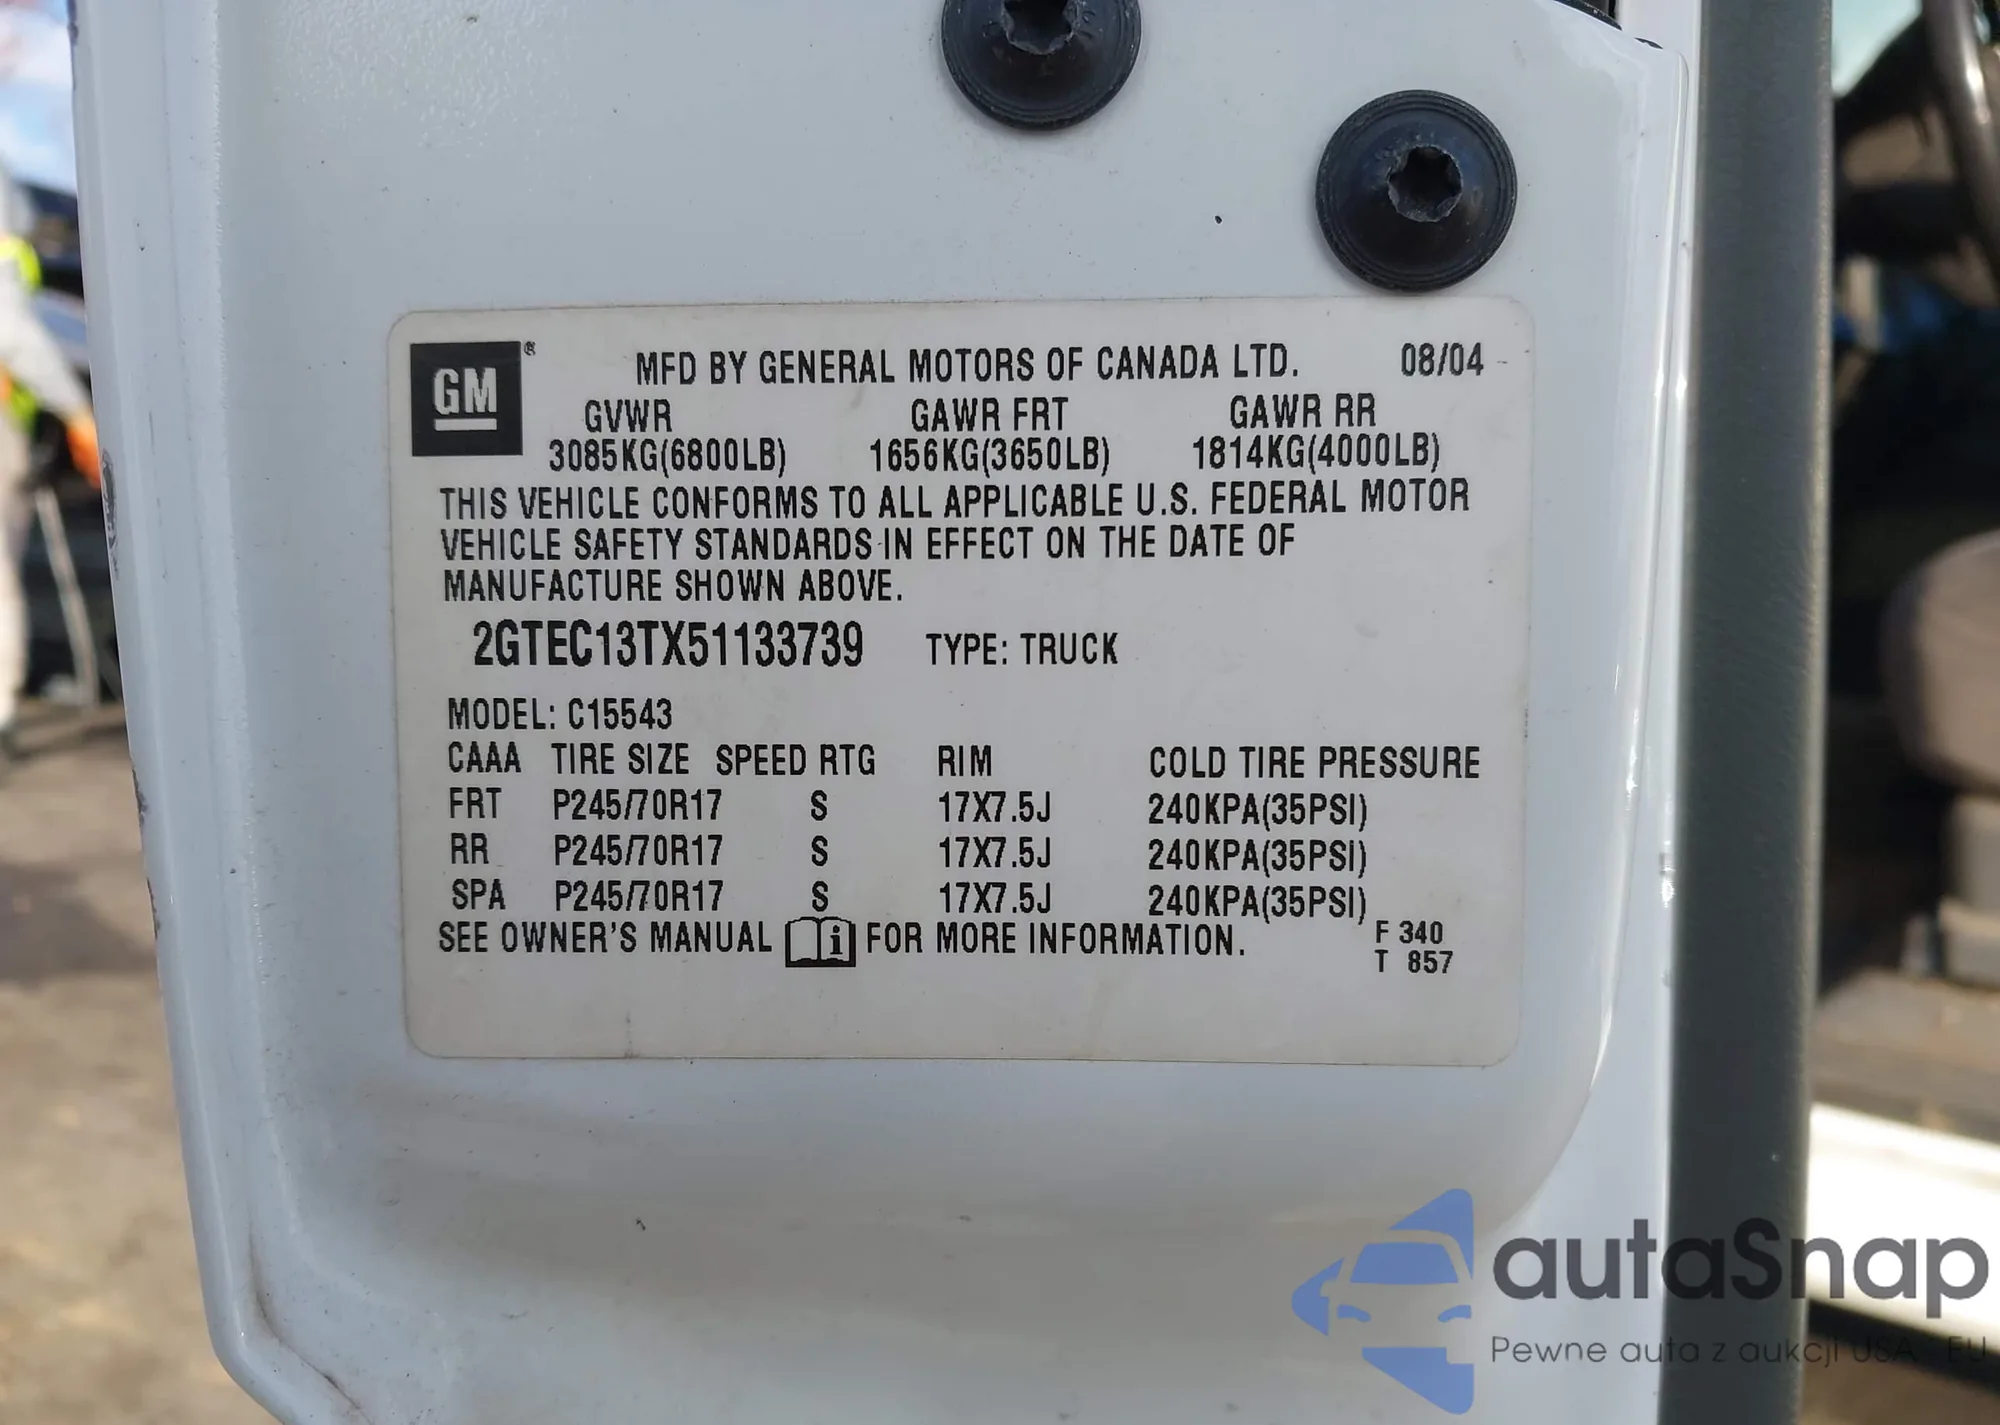 GM ®
MFD BY GENERAL MOTORS OF CANADA LTD. 08/04
GVWR GAWR FRT GAWR RR
3085KG(6800LB) 1656KG(3650LB) 1814KG(4000LB)
THIS VEHICLE CONFORMS TO ALL APPLICABLE U.S. FEDERAL MOTOR
VEHICLE SAFETY STANDARDS IN EFFECT ON THE DATE OF
MANUFACTURE SHOWN ABOVE.
2GTEC13TX51133739 TYPE: TRUCK
MODEL: C15543
CAAA TIRE SIZE SPEED RTG RIM COLD TIRE PRESSURE
FRT P245/70R17 S 17X7.5J 240KPA(35PSI)
RR P245/70R17 S 17X7.5J 240KPA(35PSI)
SPA P245/70R17 S 17X7.5J 240KPA(35PSI)
SEE OWNER'S MANUAL i FOR MORE INFORMATION. F 340
T 857
autaSnap
Pewne auta z aukcji USA EU